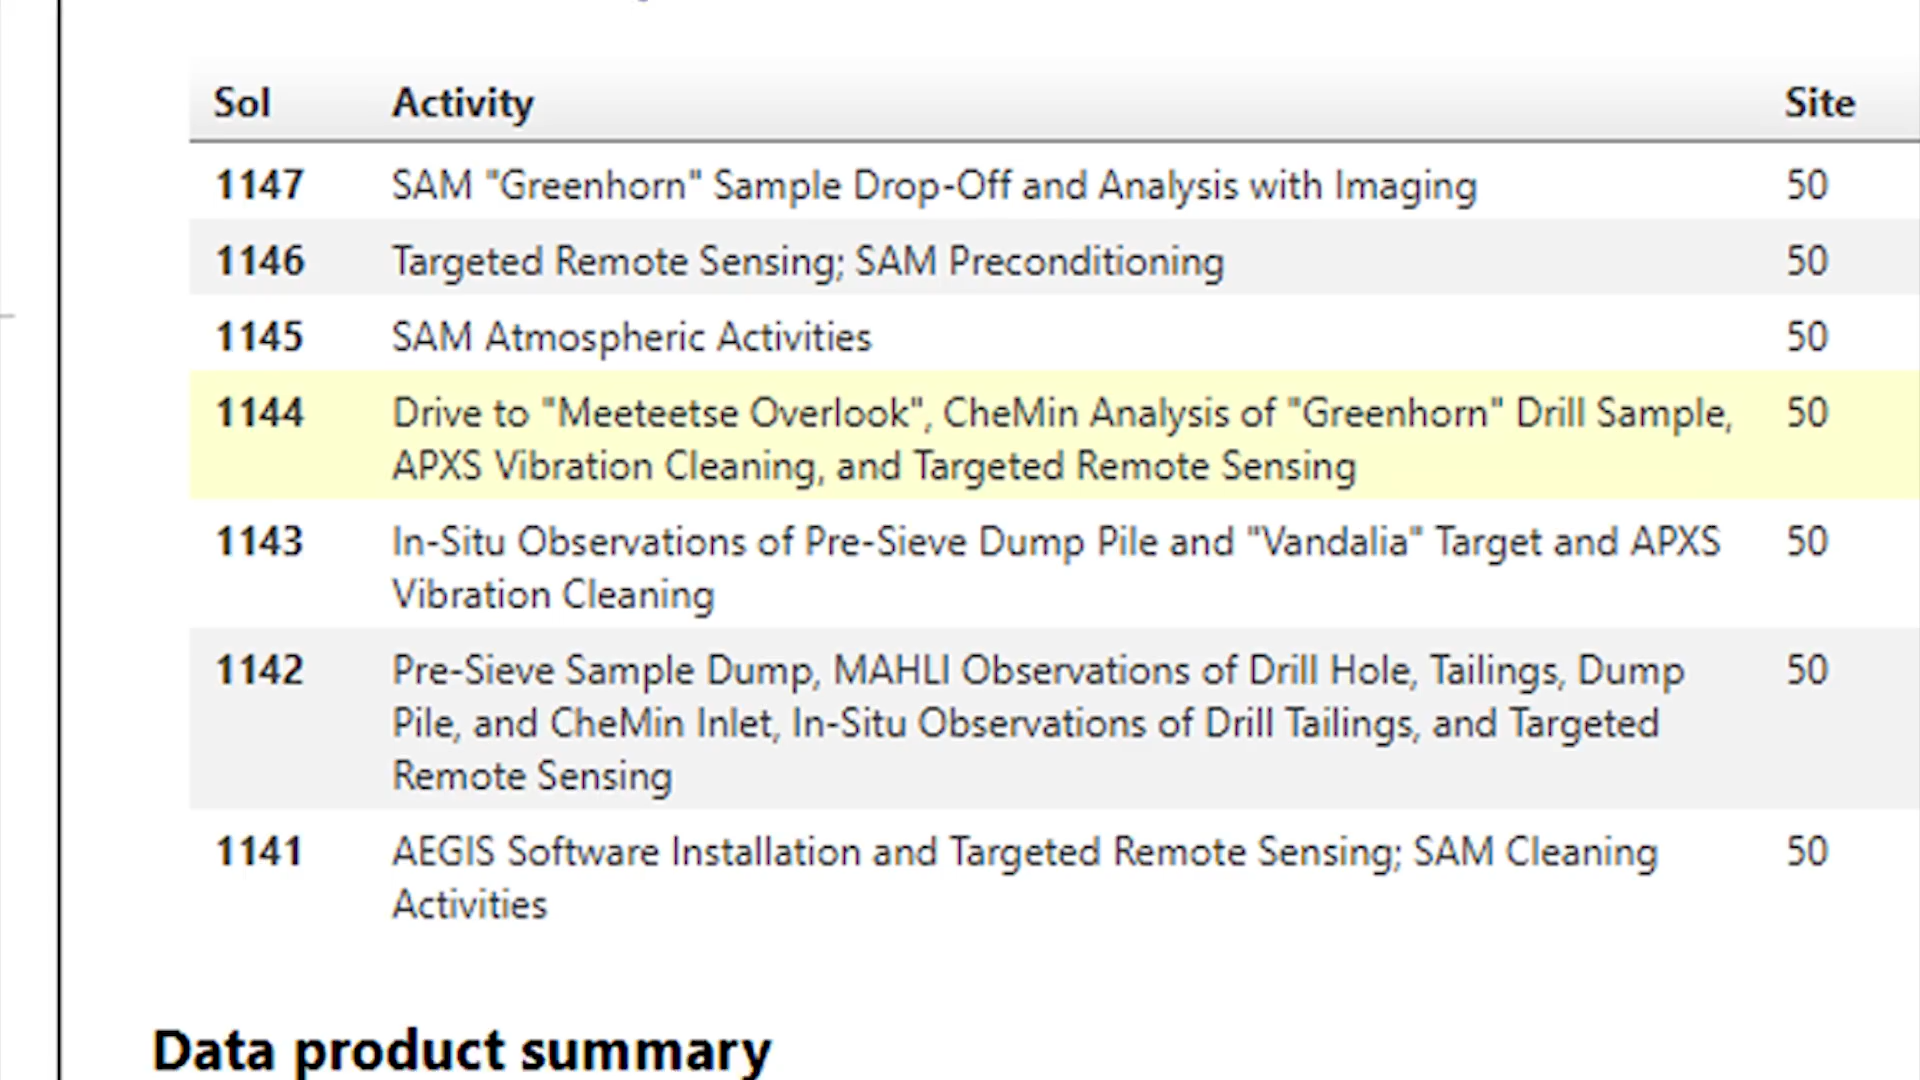 Sol Activity Site
1147 SAM "Greenhorn" Sample Drop-Off and Analysis with Imaging 50
1146 Targeted Remote Sensing; SAM Preconditioning 50
1145 SAM Atmospheric Activities 50
1144 Drive to "Meeteetse Overlook", CheMin Analysis of "Greenhorn" Drill Sample, 50
APXS Vibration Cleaning, and Targeted Remote Sensing
1143 In-Situ Observations of Pre-Sieve Dump Pile and "Vandalia" Target and APXS 50
Vibration Cleaning
1142 Pre-Sieve Sample Dump, MAHLI Observations of Drill Hole, Tailings, Dump 50
Pile, and CheMin Inlet, In-Situ Observations of Drill Tailings, and Targeted
Remote Sensing
1141 AEGIS Software Installation and Targeted Remote Sensing; SAM Cleaning 50
Activities
Data product summary